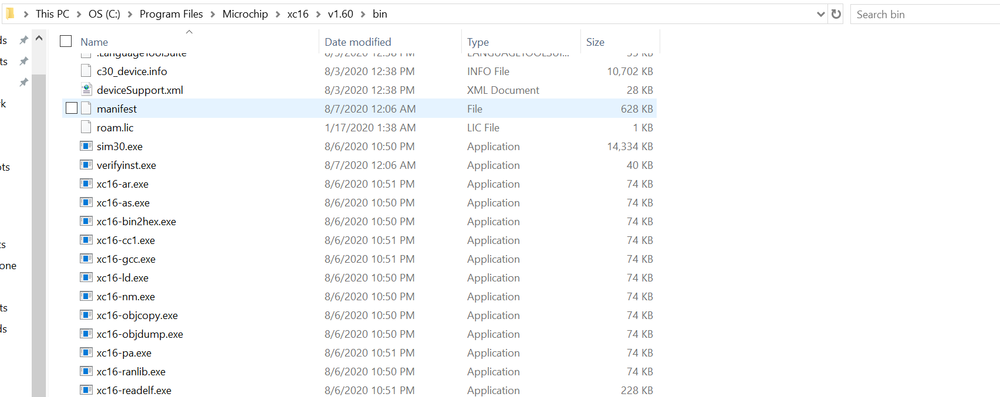 This PC > OS (C:) > Program Files > Microchip > xc16 > v1.60 > bin
Search bin
Name Date modified Type Size
.LanguageToolSuite 8/3/2020 12:38 PM LANGUAGETOOLSUI... 35 KB
c30_device.info 8/3/2020 12:38 PM INFO File 10,702 KB
deviceSupport.xml 8/3/2020 12:38 PM XML Document 28 KB
manifest 8/7/2020 12:06 AM File 628 KB
roam.lic 1/17/2020 1:38 AM LIC File 1 KB
sim30.exe 8/6/2020 10:50 PM Application 14,334 KB
verifyinst.exe 8/7/2020 12:06 AM Application 40 KB
xc16-ar.exe 8/6/2020 10:51 PM Application 74 KB
xc16-as.exe 8/6/2020 10:50 PM Application 74 KB
xc16-bin2hex.exe 8/6/2020 10:50 PM Application 74 KB
xc16-cc1.exe 8/6/2020 10:51 PM Application 74 KB
xc16-gcc.exe 8/6/2020 10:51 PM Application 74 KB
xc16-ld.exe 8/6/2020 10:50 PM Application 74 KB
xc16-nm.exe 8/6/2020 10:50 PM Application 74 KB
xc16-objcopy.exe 8/6/2020 10:50 PM Application 74 KB
xc16-objdump.exe 8/6/2020 10:50 PM Application 74 KB
xc16-pa.exe 8/6/2020 10:51 PM Application 74 KB
xc16-ranlib.exe 8/6/2020 10:50 PM Application 74 KB
xc16-readelf.exe 8/6/2020 10:51 PM Application 228 KB